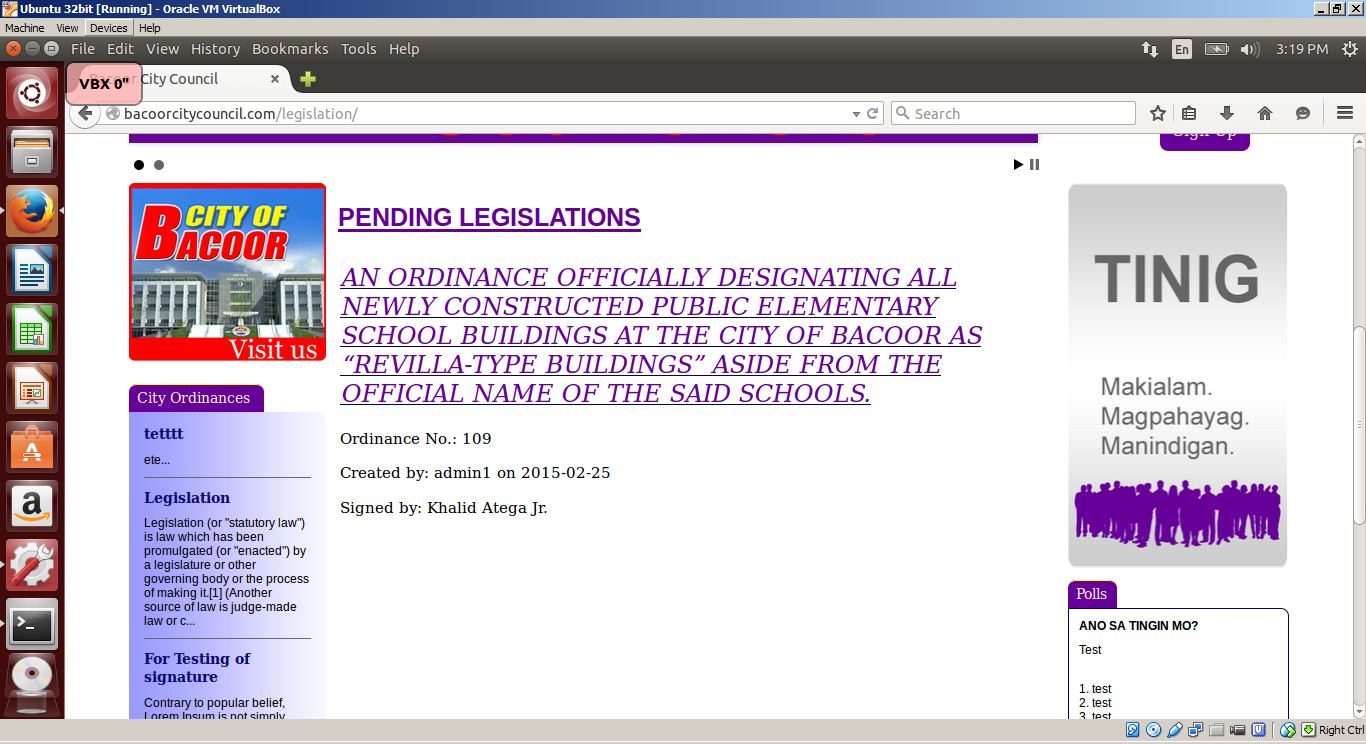 Ubuntu 32bit [Running] - Oracle VM VirtualBox
Machine View Devices Help
File Edit View History Bookmarks Tools Help
En
3:19 PM
VBX 0"
City Council
bacoorcitycouncil.com/legislation/
Search
Sign Up
CITY OF
BACOOR
Visit us
City Ordinances
tetttt
ete...
Legislation
Legislation (or "statutory law")
is law which has been
promulgated (or "enacted") by
a legislature or other
governing body or the process
of making it.[1] (Another
source of law is judge-made
law or c...
For Testing of
signature
Contrary to popular belief,
Lorem Ipsum is not simply
PENDING LEGISLATIONS
AN ORDINANCE OFFICIALLY DESIGNATING ALL
NEWLY CONSTRUCTED PUBLIC ELEMENTARY
SCHOOL BUILDINGS AT THE CITY OF BACOOR AS
“REVILLA-TYPE BUILDINGS” ASIDE FROM THE
OFFICIAL NAME OF THE SAID SCHOOLS.
Ordinance No.: 109
Created by: admin1 on 2015-02-25
Signed by: Khalid Atega Jr.
TINIG
Makialam.
Magpahayag.
Manindigan.
Polls
ANO SA TINGIN MO?
Test
1. test
2. test
3. test
Right Ctrl